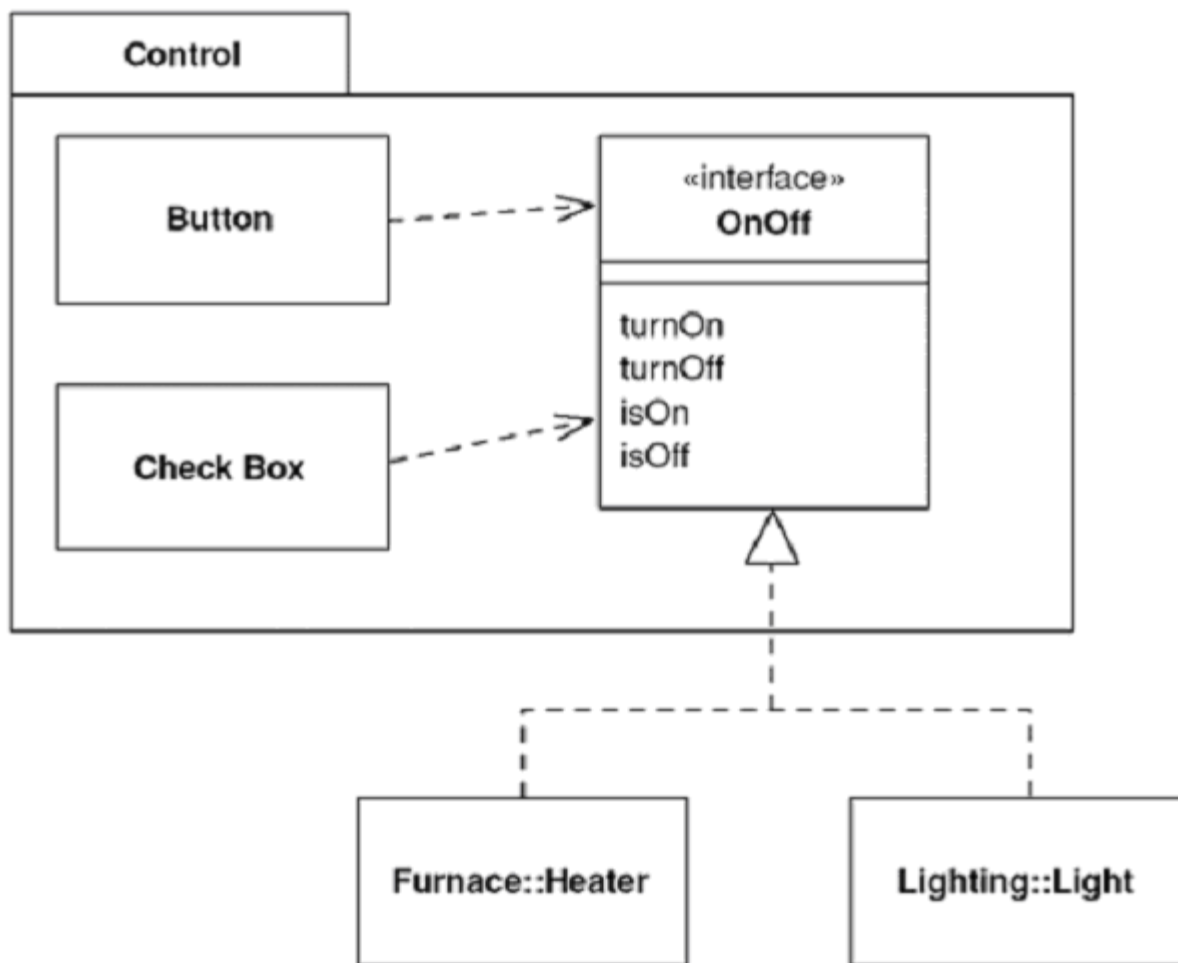 Control
Button
«interface»
OnOff
turnOn
turnOff
isOn
isOff
Check Box
Furnace::Heater
Lighting::Light